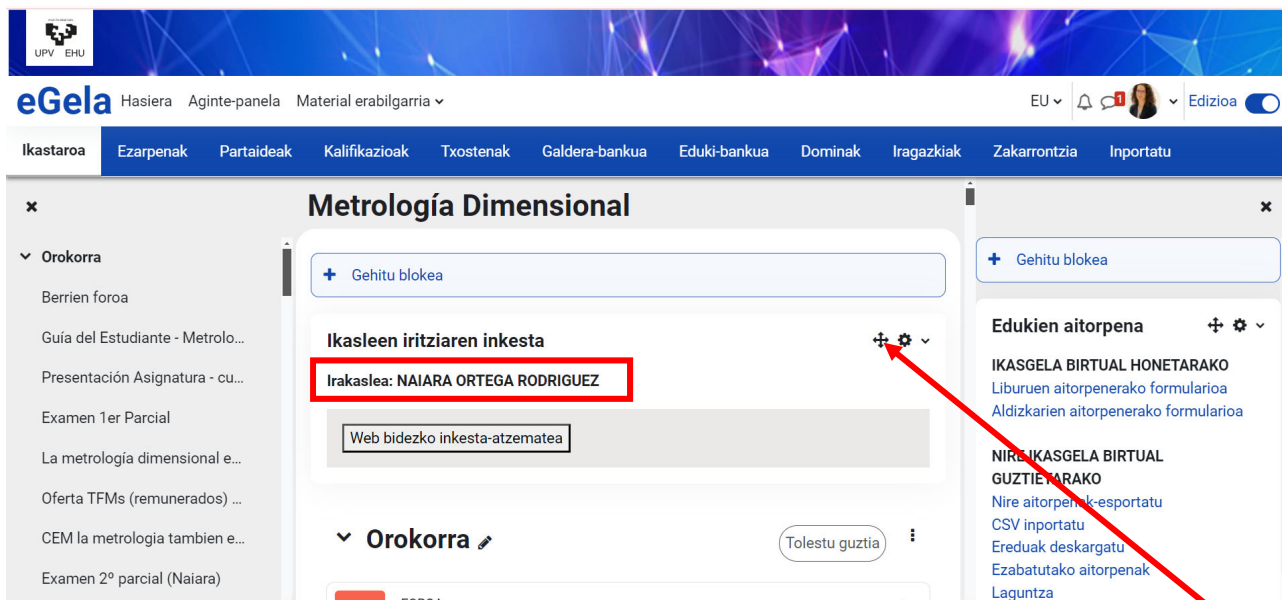 UPV EHU
eGela Hasiera Aginte-panela Material erabilgarria EU 1 Edizioa
Ikastaroa Ezarpenak Partaideak Kalifikazioak Txostenak Galdera-bankua Eduki-bankua Dominak Iragazkiak Zakarrontzia Inportatu
Orokorra
Berrien foroa
Guía del Estudiante - Metrolo...
Presentación Asignatura - cu...
Examen 1er Parcial
La metrología dimensional e...
Oferta TFMs (remunerados) ...
CEM la metrologia tambien e...
Examen 2º parcial (Naiara)
Metrología Dimensional
+ Gehitu blokea
Ikasleen iritziaren inkesta
Irakaslea: NAIARA ORTEGA RODRIGUEZ
Web bidezko inkesta-atzematea
Orokorra
Tolestu guztia
+ Gehitu blokea
Edukien aitorpena
IKASGELA BIRTUAL HONETARAKO
Liburuen aitorpenerako formularioa
Aldizkarien aitorpenerako formularioa
NIRE IKASGELA BIRTUAL
GUZTIETARAKO
Nire aitorpenak-esportatu
CSV inportatu
Ereduak deskargatu
Ezabatutako aitorpenak
Laguntza